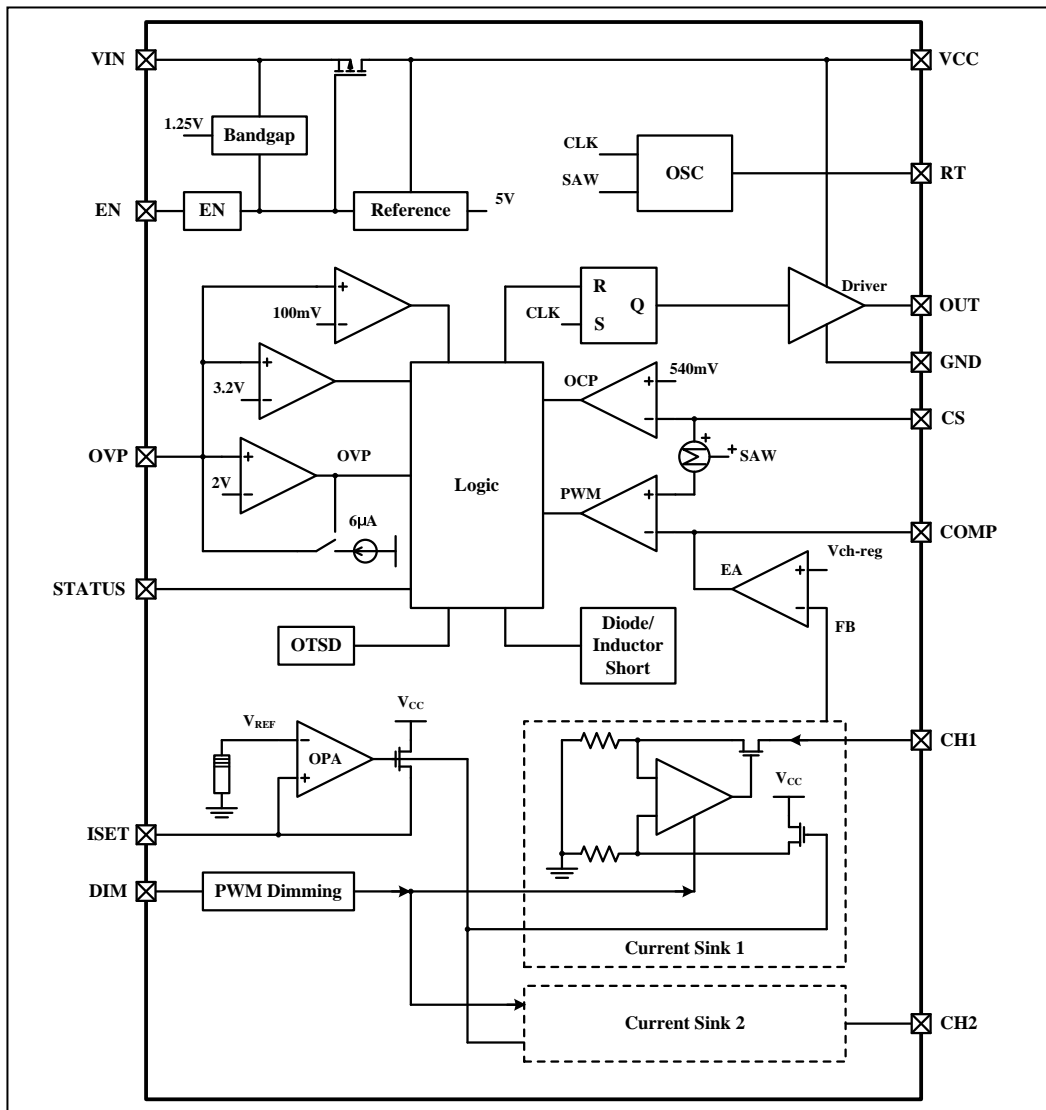 VIN
VCC
1.25V
Bandgap
CLK
SAW
OSC
RT
EN
EN
Reference
5V
+
−
100mV
R
S
Q
CLK
Driver
OUT
GND
+
−
3.2V
OCP
540mV
+
−
CS
+
+
Σ
SAW
OVP
+
−
2V
OVP
6µA
Logic
PWM
+
−
COMP
Vch-reg
EA
+
−
FB
STATUS
OTSD
Diode/
Inductor
Short
VCC
VREF
−
OPA
+
ISET
CH1
VCC
DIM
PWM Dimming
Current Sink 1
Current Sink 2
CH2